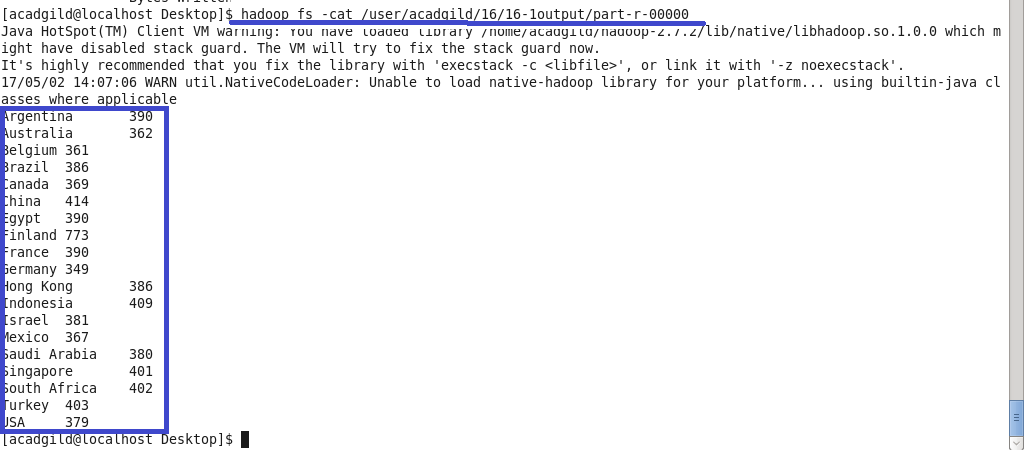 [acadgild@localhost Desktop]$ hadoop fs -cat /user/acadgild/16/16-1output/part-r-00000
Java HotSpot(TM) Client VM warning: You have loaded library /home/acadgild/hadoop-2.7.2/lib/native/libhadoop.so.1.0.0 which m
ight have disabled stack guard. The VM will try to fix the stack guard now.
It's highly recommended that you fix the library with 'execstack -c <libfile>', or link it with '-z noexecstack'.
17/05/02 14:07:06 WARN util.NativeCodeLoader: Unable to load native-hadoop library for your platform... using builtin-java cl
asses where applicable
Argentina 390
Australia 362
Belgium 361
Brazil 386
Canada 369
China 414
Egypt 390
Finland 773
France 390
Germany 349
Hong Kong 386
Indonesia 409
Israel 381
Mexico 367
Saudi Arabia 380
Singapore 401
South Africa 402
Turkey 403
USA 379
[acadgild@localhost Desktop]$